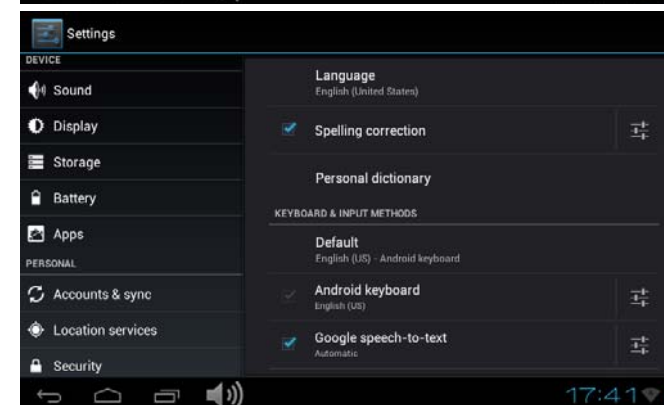 Settings
DEVICE
Sound
Display
Storage
Battery
Apps
PERSONAL
Accounts & sync
Location services
Security
Language
English (United States)
Spelling correction
Personal dictionary
KEYBOARD & INPUT METHODS
Default
English (US) - Android keyboard
Android keyboard
English (US)
Google speech-to-text
Automatic
17:41